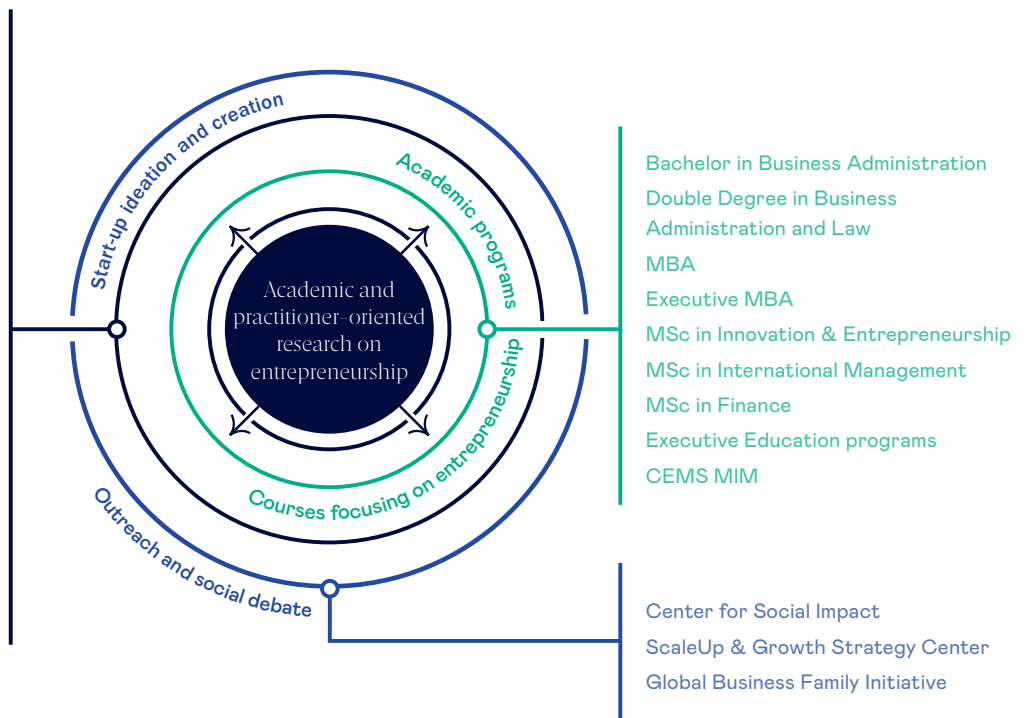 Start-up ideation and creation
Academic programs
Academic and
practitioner-oriented
research on
entrepreneurship
Courses focusing on entrepreneurship
Outreach and social debate
Bachelor in Business Administration
Double Degree in Business
Administration and Law
MBA
Executive MBA
MSc in Innovation & Entrepreneurship
MSc in International Management
MSc in Finance
Executive Education programs
CEMS MIM
Center for Social Impact
ScaleUp & Growth Strategy Center
Global Business Family Initiative